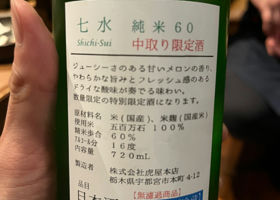 七水 純米60
Shichi-Sui 中取り限定酒
ジューシーさのある甘いメロンの香り、
やわらかな旨みとフレッシュ感のある
ドライな酸味が奏でる味わい。
数量限定の特別限定酒になります。
原材料名 米(国産米)、米麹(国産米)
使用米 五百万石 100%
精米歩合 60%
アルコール分 16度
内容量 720mL
製造者 株式会社虎屋本店
栃木県宇都宮市本町4-12
品目 【無濾過商品】
日本酒